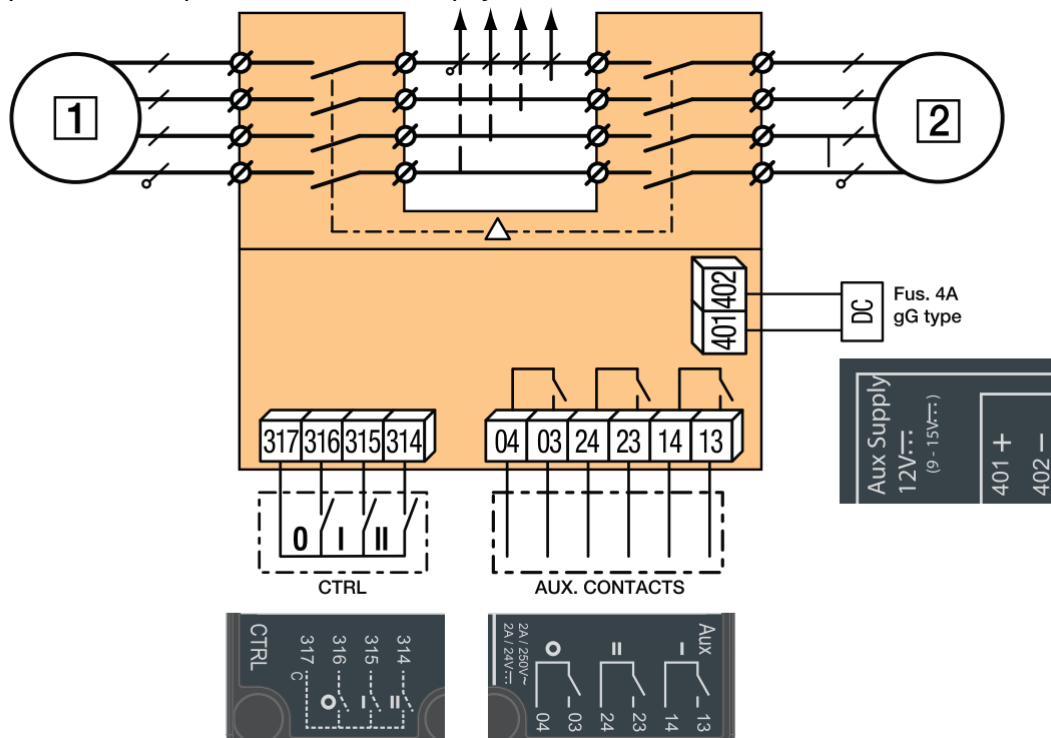 1
2
402
401
DC
Fus. 4A
gG type
317 316 315 314
04 03 24 23 14 13
0 I II
CTRL
AUX. CONTACTS
Aux Supply
12V⎓
(9 - 15V⎓)
401 +
402 −
CTRL
317 C
316 O
315 I
314 II
Aux
I 13 14
II 23 24
O 03 04
2A / 250V~
2A / 24V⎓